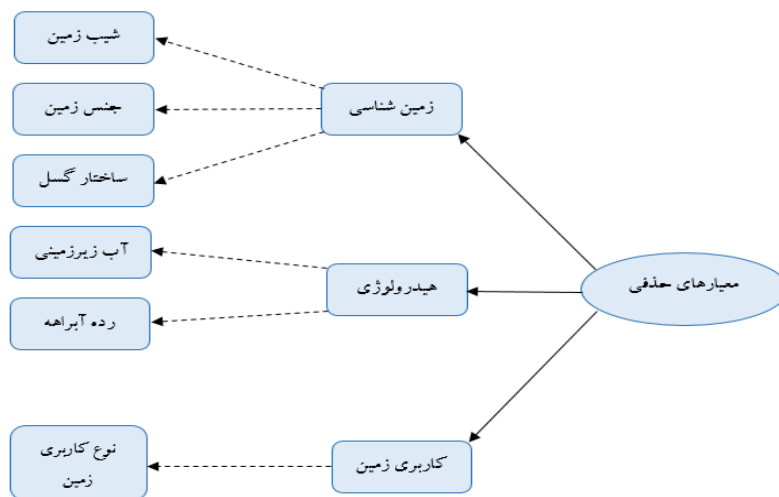 معیارهای حذفی
زمین شناسی
شیب زمین
جنس زمین
ساختار گسل
هیدرولوژی
آب زیرزمینی
رده آبراهه
کاربری زمین
نوع کاربری
زمین